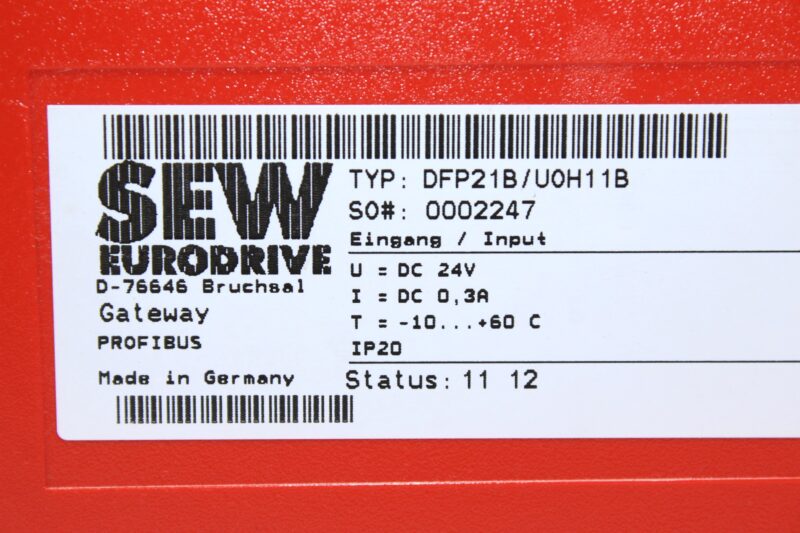 SEW
EURODRIVE
D-76646 Bruchsal
Gateway
PROFIBUS
Made in Germany
TYP: DFP21B/UOH11B
SO#: 0002247
Eingang / Input
U = DC 24V
I = DC 0,3A
T = -10...+60 C
IP20
Status: 11 12